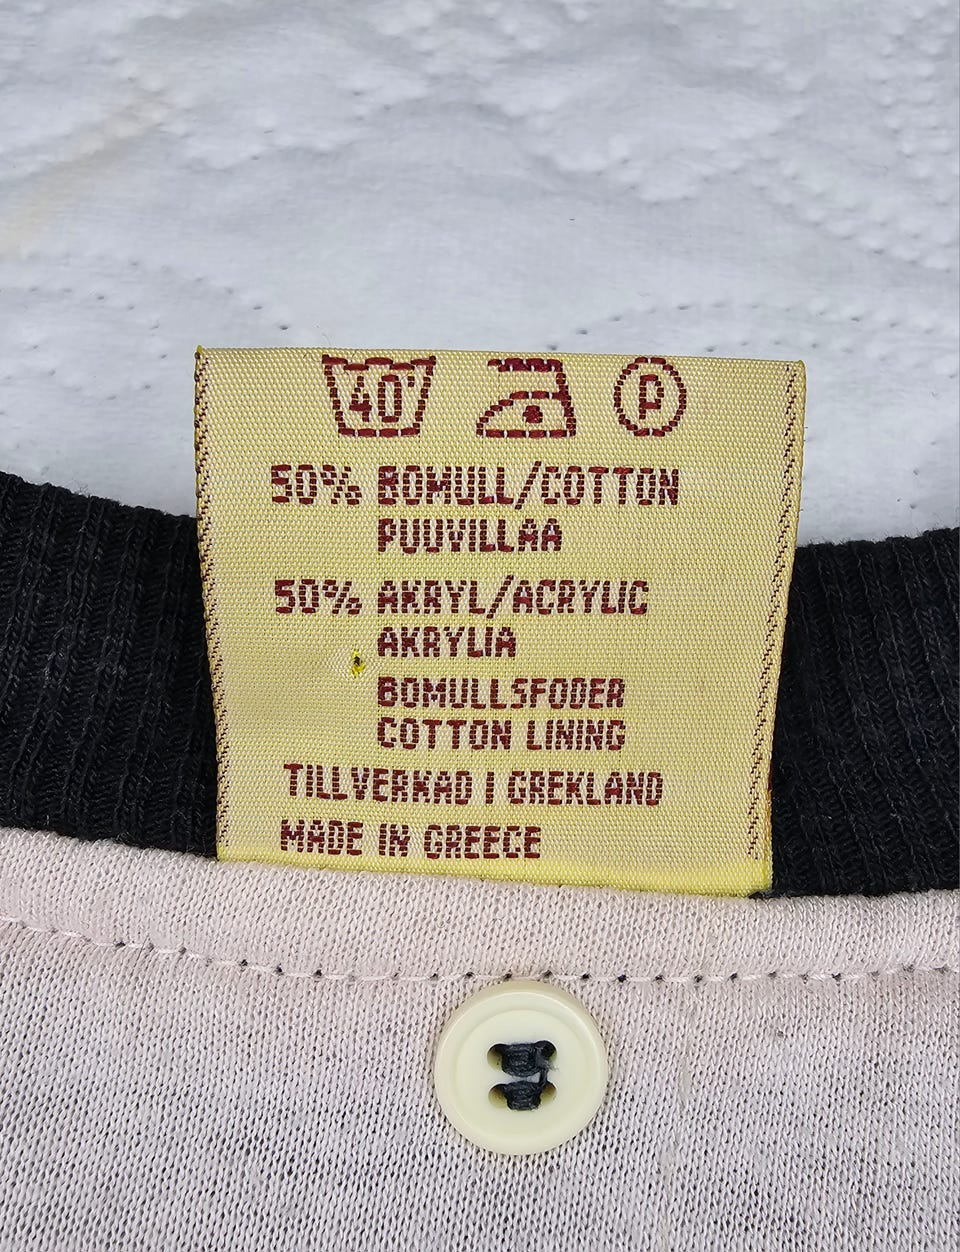 40°
P
50% BOMULL/COTTON
PUUVILLAA
50% AKRYL/ACRYLIC
AKRYLIA
BOMULLSFODER
COTTON LINING
TILLVERKAD I GREKLAND
MADE IN GREECE